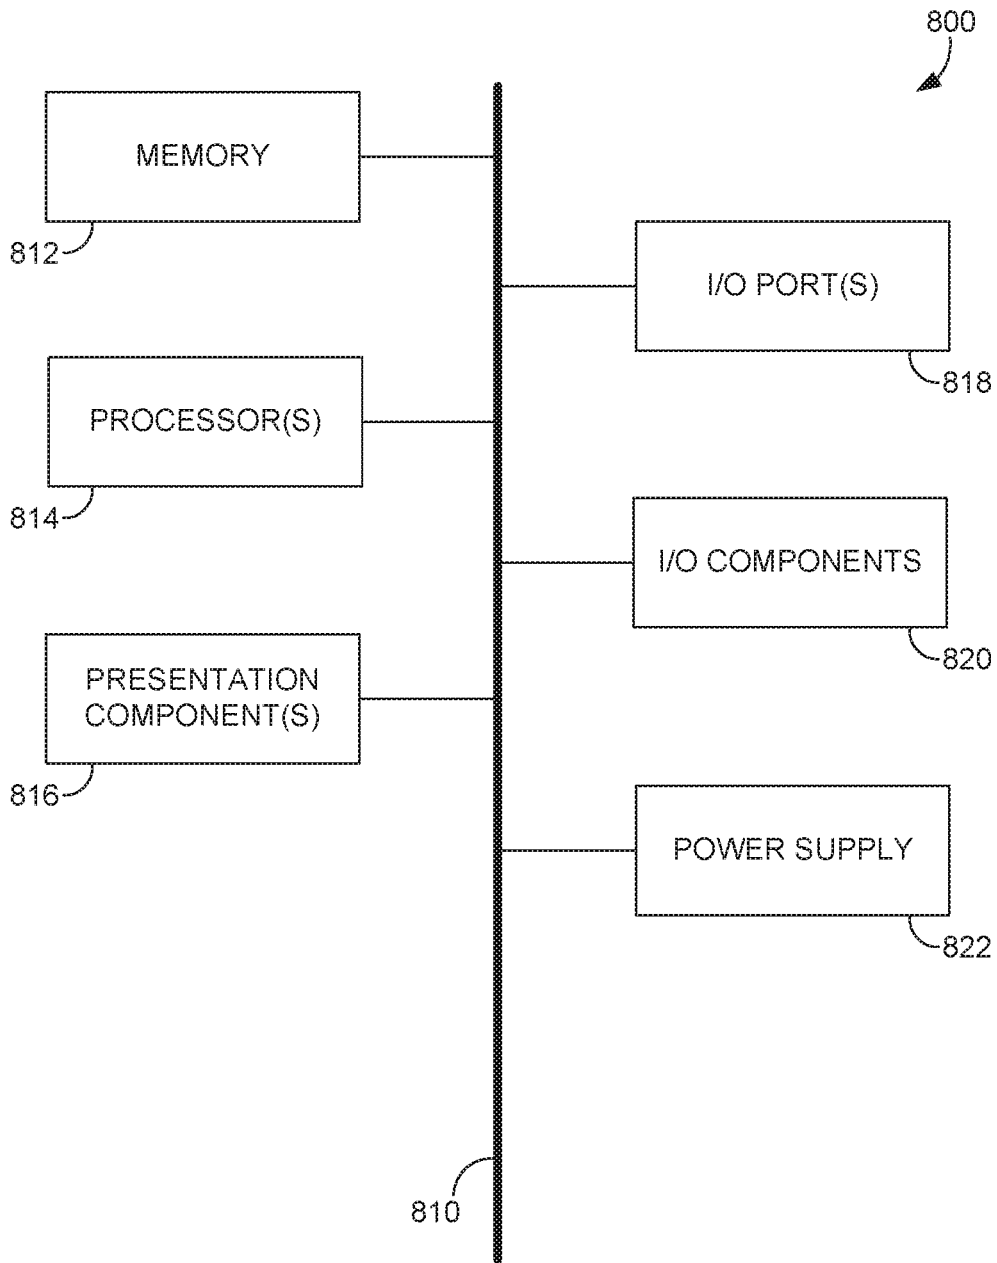 800
MEMORY
812
I/O PORT(S)
818
PROCESSOR(S)
814
I/O COMPONENTS
820
PRESENTATION
COMPONENT(S)
816
POWER SUPPLY
822
810